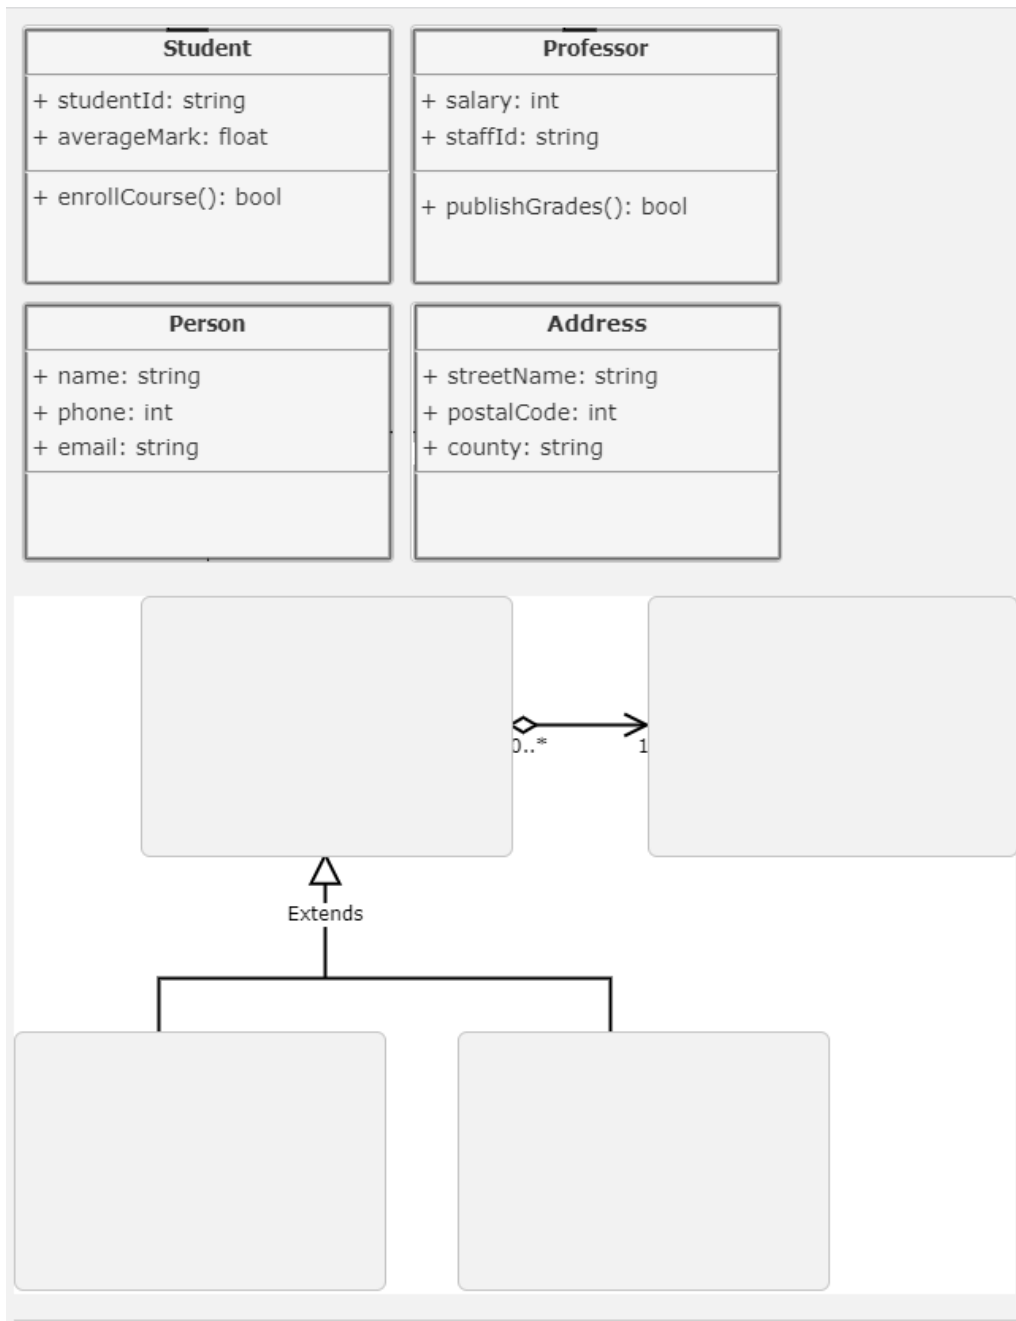 Student
+ studentId: string
+ averageMark: float
+ enrollCourse(): bool
Professor
+ salary: int
+ staffId: string
+ publishGrades(): bool
Person
+ name: string
+ phone: int
+ email: string
Address
+ streetName: string
+ postalCode: int
+ county: string
0..*
1
Extends